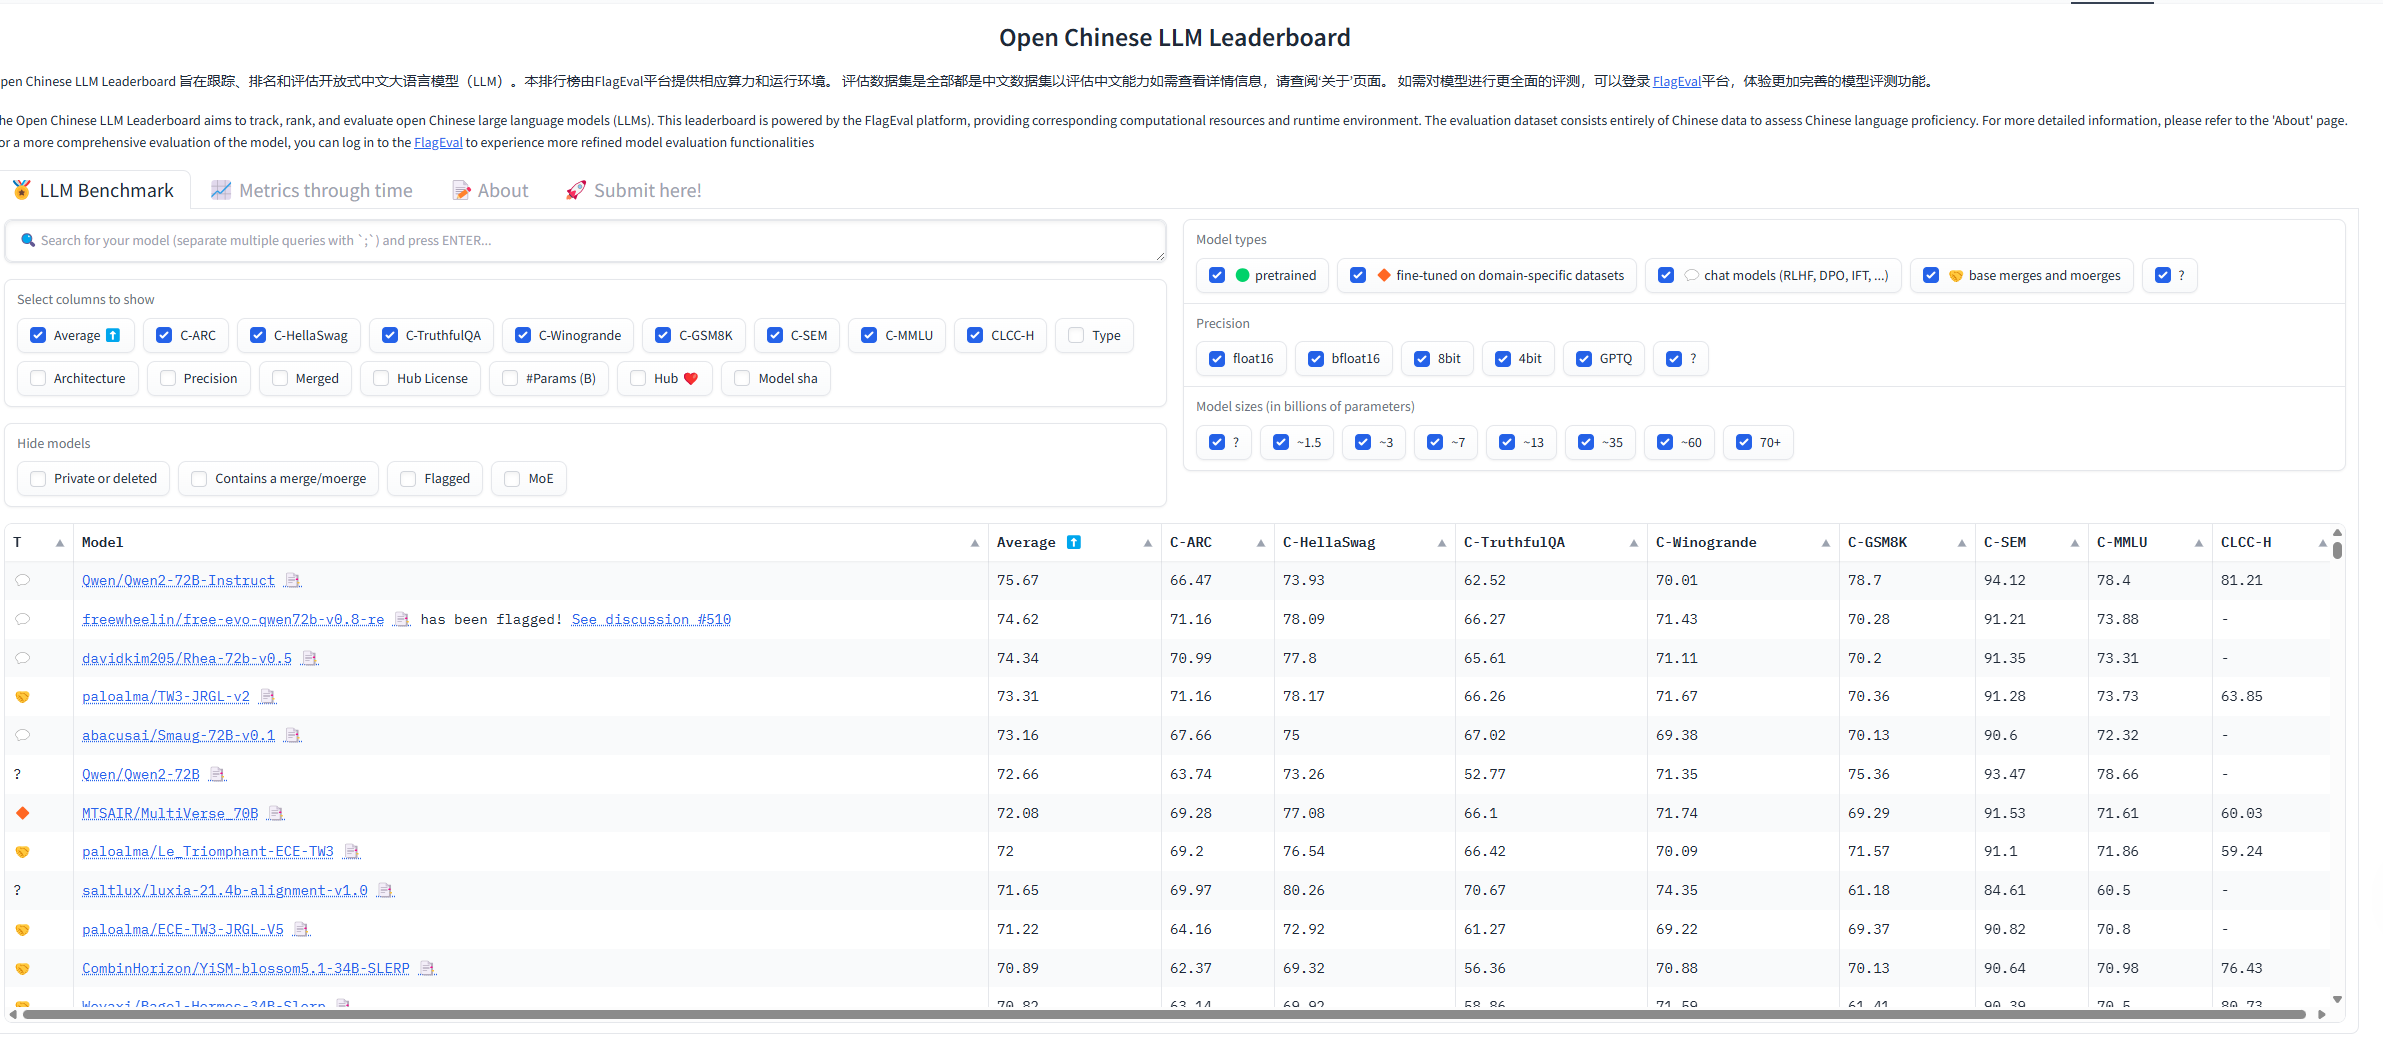 Open Chinese LLM Leaderboard
pen Chinese LLM Leaderboard 旨在跟踪、排名和评估开放式中文大语言模型（LLM）。本排行榜由FlagEval平台提供相应算力和运行环境。 评估数据集是全部都是中文数据集以评估中文能力如需查看详情信息，请查阅‘关于’页面。 如需对模型进行更全面的评测，可以登录 FlagEval平台，体验更加完善的模型评测功能。
he Open Chinese LLM Leaderboard aims to track, rank, and evaluate open Chinese large language models (LLMs). This leaderboard is powered by the FlagEval platform, providing corresponding computational resources and runtime environment. The evaluation dataset consists entirely of Chinese data to assess Chinese language proficiency. For more detailed information, please refer to the 'About' page.
or a more comprehensive evaluation of the model, you can log in to the FlagEval to experience more refined model evaluation functionalities
LLM Benchmark Metrics through time About Submit here!
Search for your model (separate multiple queries with `;`) and press ENTER...
Select columns to show
Average C-ARC C-HellaSwag C-TruthfulQA C-Winogrande C-GSM8K C-SEM C-MMLU CLCC-H Type
Architecture Precision Merged Hub License #Params (B) Hub ❤️ Model sha
Hide models
Private or deleted Contains a merge/moerge Flagged MoE
Model types
pretrained fine-tuned on domain-specific datasets chat models (RLHF, DPO, IFT, ...) base merges and moerges ?
Precision
float16 bfloat16 8bit 4bit GPTQ ?
Model sizes (in billions of parameters)
? ~1.5 ~3 ~7 ~13 ~35 ~60 70+
T Model Average C-ARC C-HellaSwag C-TruthfulQA C-Winogrande C-GSM8K C-SEM C-MMLU CLCC-H
Qwen/Qwen2-72B-Instruct 75.67 66.47 73.93 62.52 70.01 78.7 94.12 78.4 81.21
freewheelin/free-evo-qwen72b-v0.8-re has been flagged! See discussion #510 74.62 71.16 78.09 66.27 71.43 70.28 91.21 73.88 -
davidkim205/Rhea-72b-v0.5 74.34 70.99 77.8 65.61 71.11 70.2 91.35 73.31 -
paloalma/TW3-JRGL-v2 73.31 71.16 78.17 66.26 71.67 70.36 91.28 73.73 63.85
abacusai/Smaug-72B-v0.1 73.16 67.66 75 67.02 69.38 70.13 90.6 72.32 -
? Qwen/Qwen2-72B 72.66 63.74 73.26 52.77 71.35 75.36 93.47 78.66 -
MTSAIR/MultiVerse_70B 72.08 69.28 77.08 66.1 71.74 69.29 91.53 71.61 60.03
paloalma/Le_Triomphant-ECE-TW3 72 69.2 76.54 66.42 70.09 71.57 91.1 71.86 59.24
? saltlux/luxia-21.4b-alignment-v1.0 71.65 69.97 80.26 70.67 74.35 61.18 84.61 60.5 -
paloalma/ECE-TW3-JRGL-V5 71.22 64.16 72.92 61.27 69.22 69.37 90.82 70.8 -
CombinHorizon/YiSM-blossom5.1-34B-SLERP 70.89 62.37 69.32 56.36 70.88 70.13 90.64 70.98 76.43
Weyaxi/Bagel-Hermes-34B-Slerp 70.82 63.14 69.92 58.86 71.59 61.41 90.39 70.5 80.73